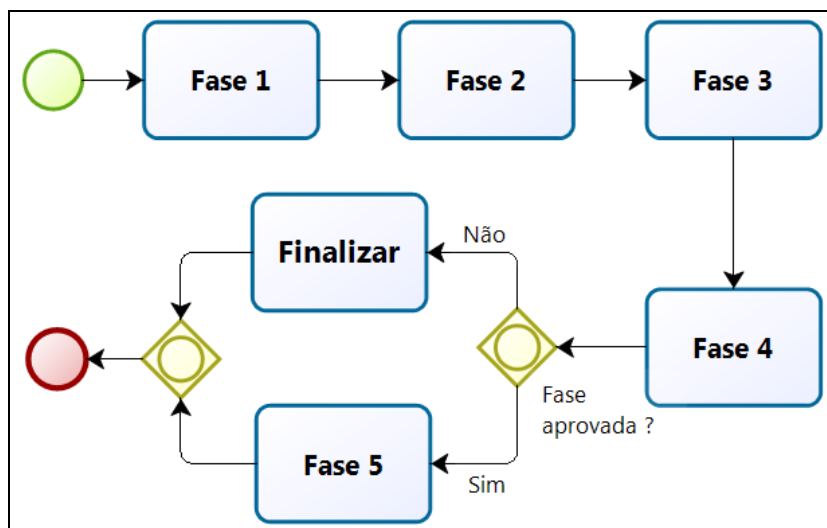 Fase 1
Fase 2
Fase 3
Fase 4
Fase
aprovada ?
Não
Finalizar
Sim
Fase 5